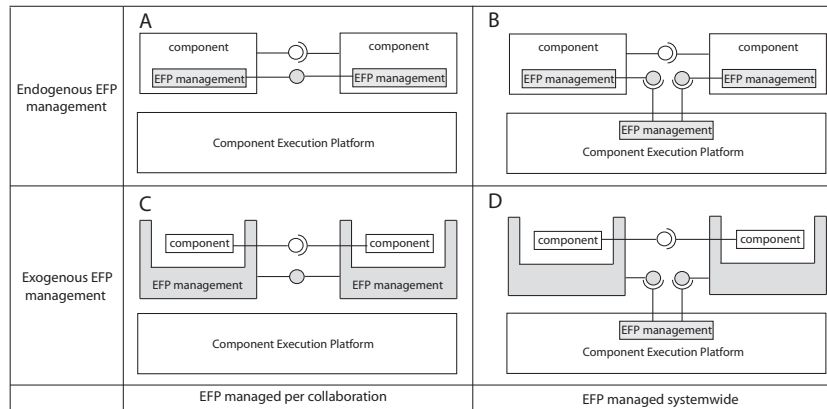 A
component
component
EFP management
EFP management
Component Execution Platform
B
component
component
EFP management
EFP management
EFP management
Component Execution Platform
Endogenous EFP
management
C
component
component
EFP management
EFP management
Component Execution Platform
D
component
component
EFP management
Component Execution Platform
Exogenous EFP
management
EFP managed per collaboration
EFP managed systemwide